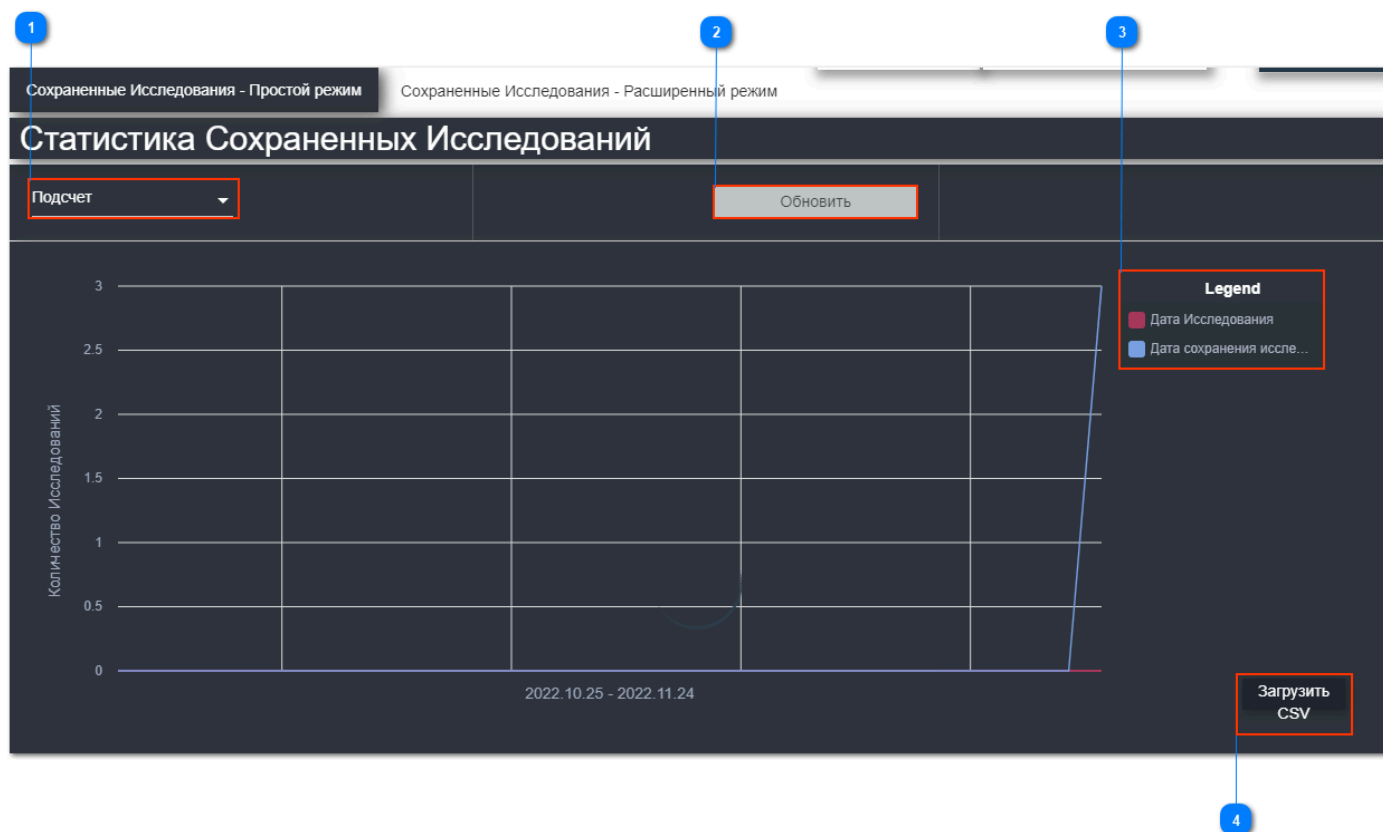 1
2
3
Сохраненные Исследования - Простой режим
Сохраненные Исследования - Расширенный режим
Статистика Сохраненных Исследований
Подсчет
Обновить
3
2.5
2
1.5
1
0.5
0
Количество Исследований
2022.10.25 - 2022.11.24
Legend
Дата Исследования
Дата сохранения иссле...
Загрузить
CSV
4